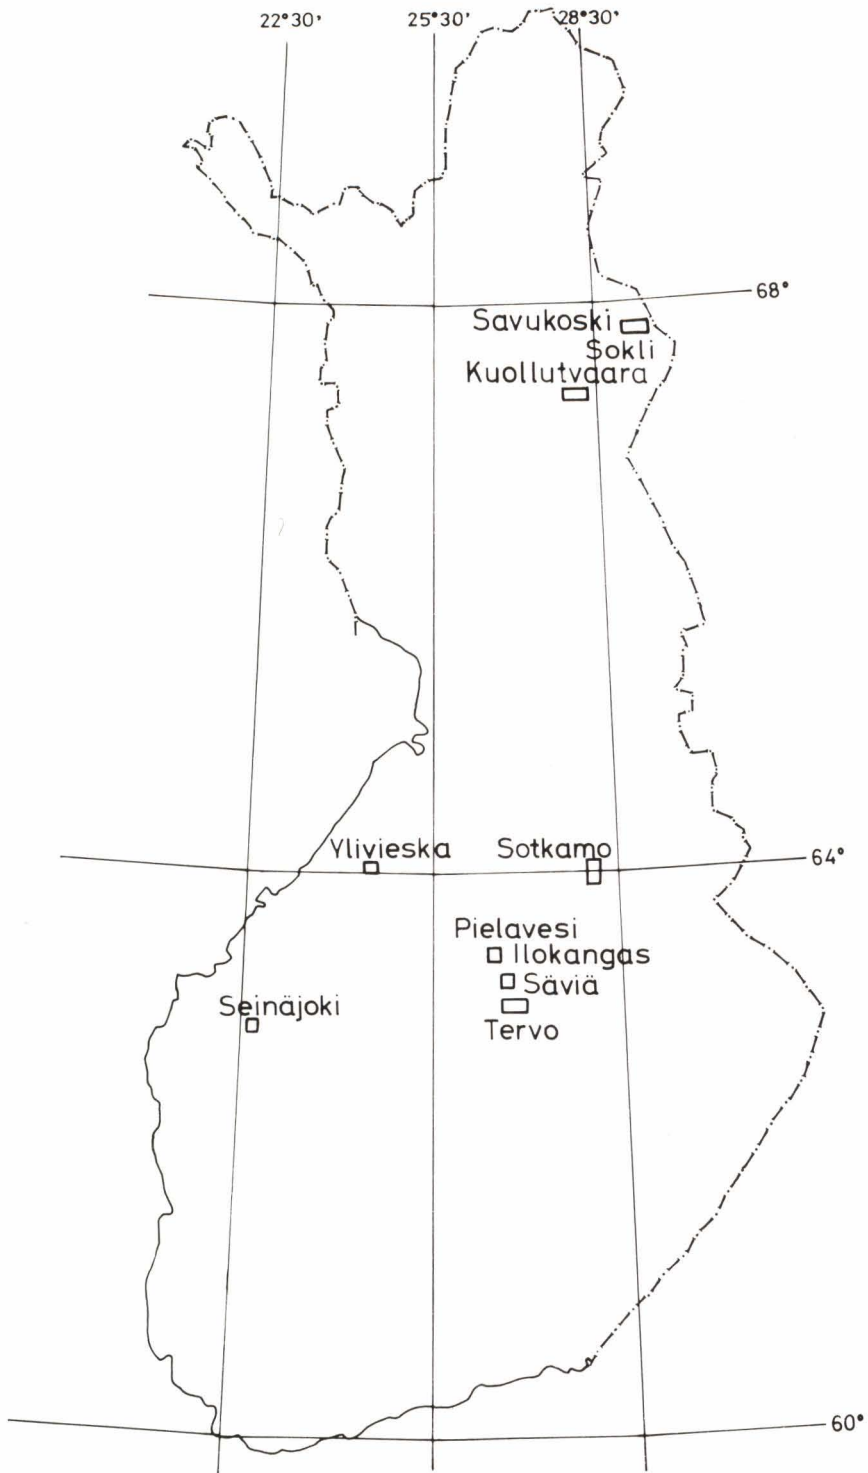 22°30' 25°30' 28°30'
68°
Savukoski
Sokli
Kuollutvaara
Ylivieska Sotkamo
64°
Pielavesi
Ilokangas
Säviä
Seinäjoki
Tervo
60°